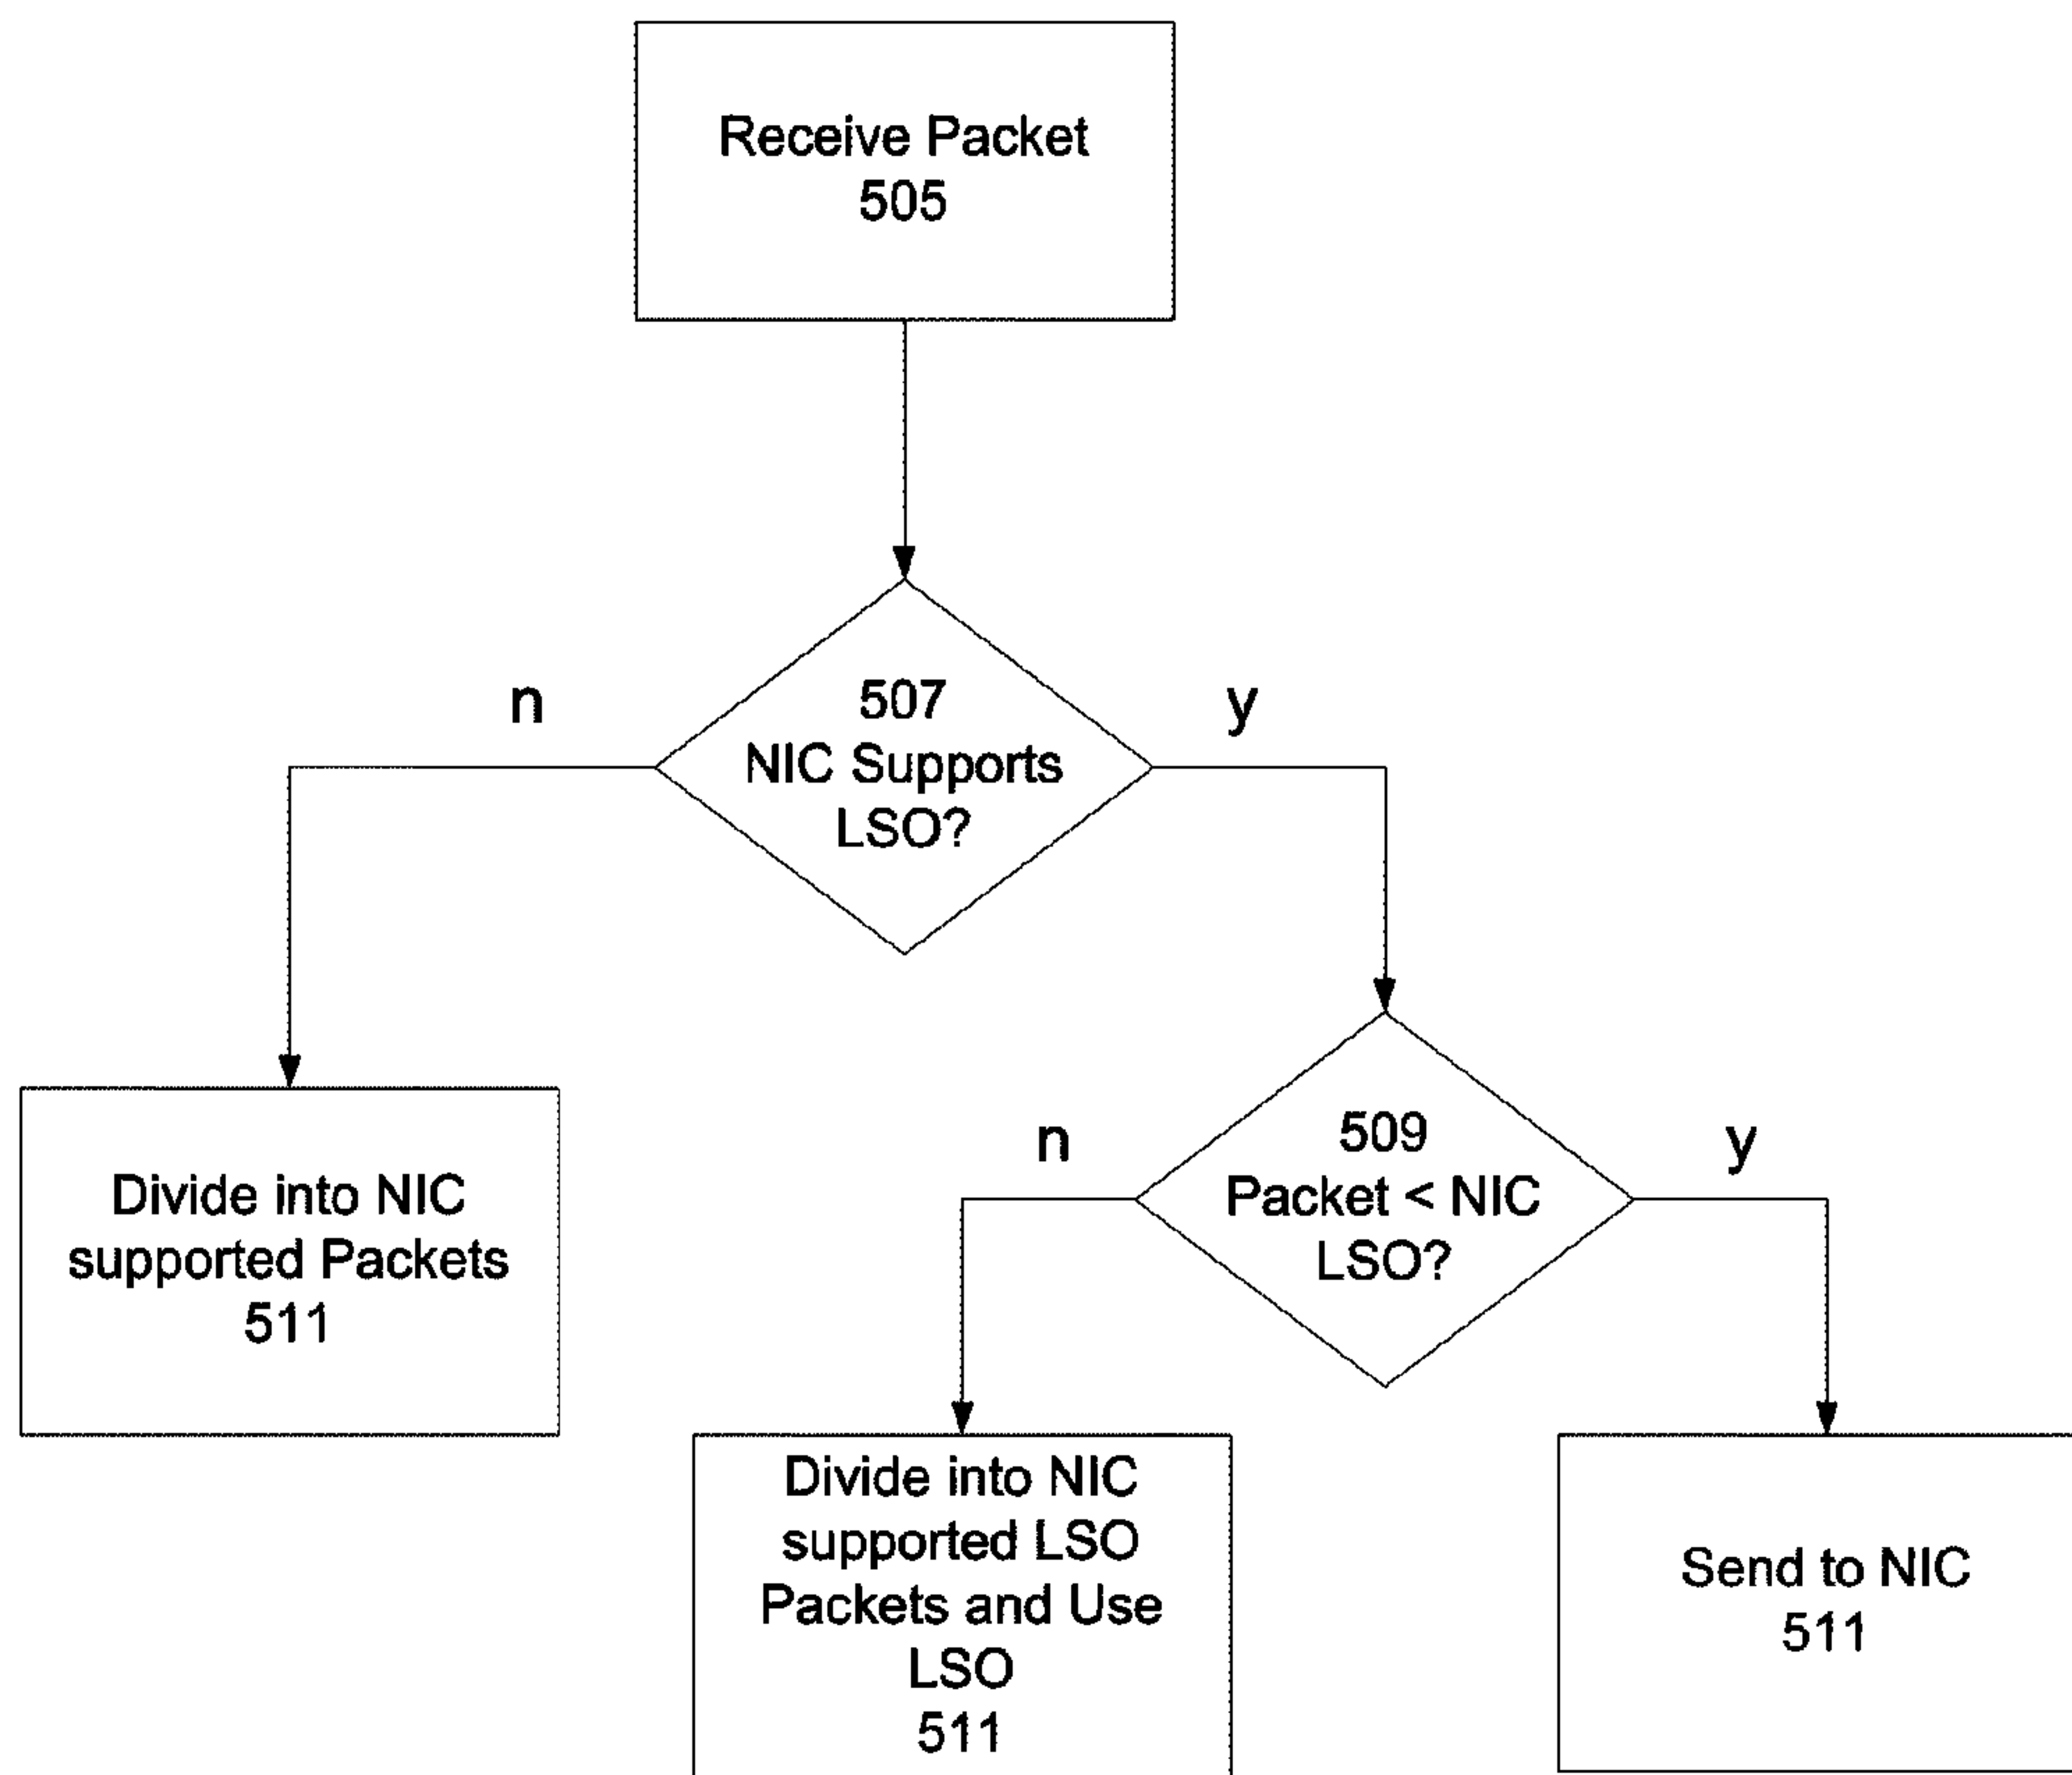 Receive Packet
505
n
507
y
NIC Supports
LSO?
n
509
y
Packet < NIC
LSO?
Divide into NIC
supported Packets
511
Divide into NIC
supported LSO
Packets and Use
LSO
511
Send to NIC
511